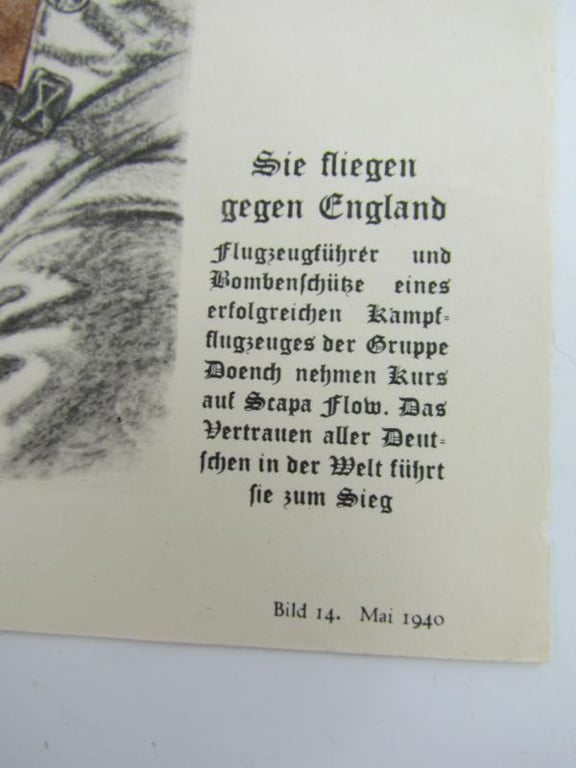 Sie fliegen
gegen England
Flugzeugführer und
Bombenschütze eines
erfolgreichen Kampf-
flugzeuges der Gruppe
Doench nehmen Kurs
auf Scapa Flow. Das
Vertrauen aller Deut-
schen in der Welt führt
sie zum Sieg
Bild 14. Mai 1940